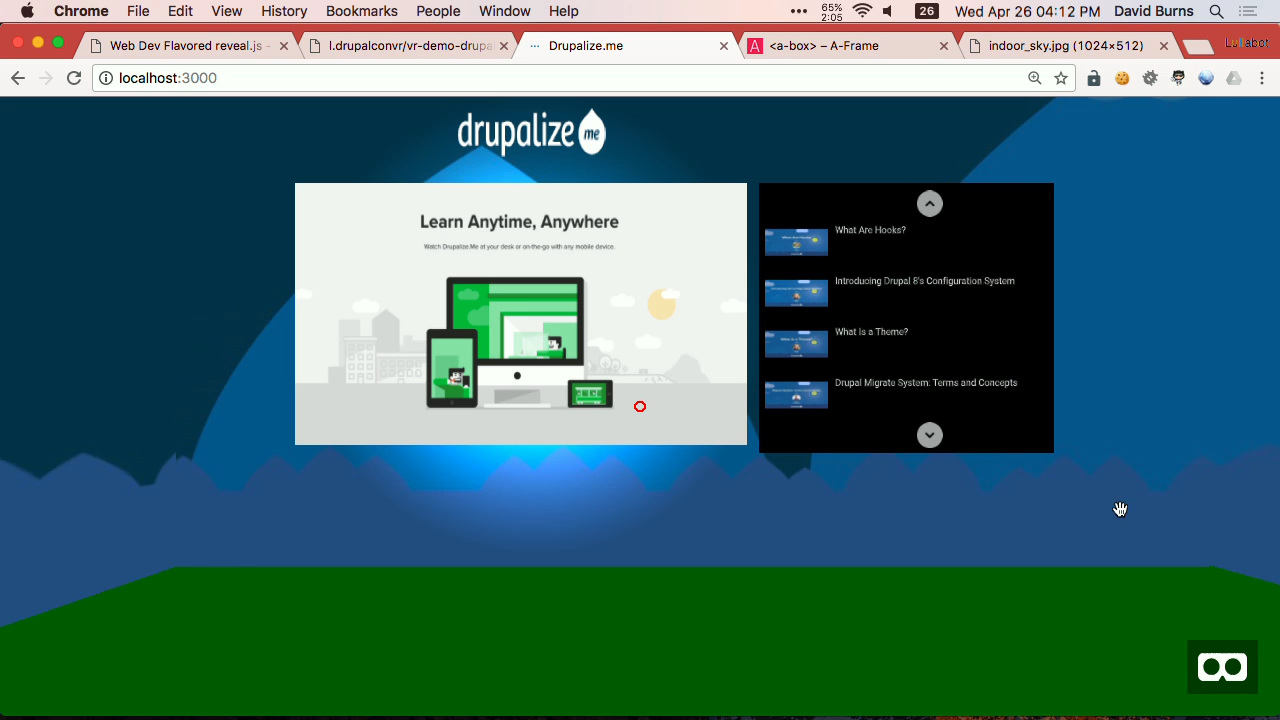 Chrome File Edit View History Bookmarks People Window Help ••• 65% 2:05 26 Wed Apr 26 04:12 PM David Burns
Web Dev Flavored reveal.js - l.drupalconvr/vr-demo-drupa Drupalize.me <a-box> – A-Frame indoor_sky.jpg (1024×512) Lullabot
localhost:3000
drupalize me
Learn Anytime, Anywhere
Watch Drupalize.Me at your desk or on-the-go with any mobile device.
What Are Hooks?
Introducing Drupal 8's Configuration System
What Is a Theme?
Drupal Migrate System: Terms and Concepts